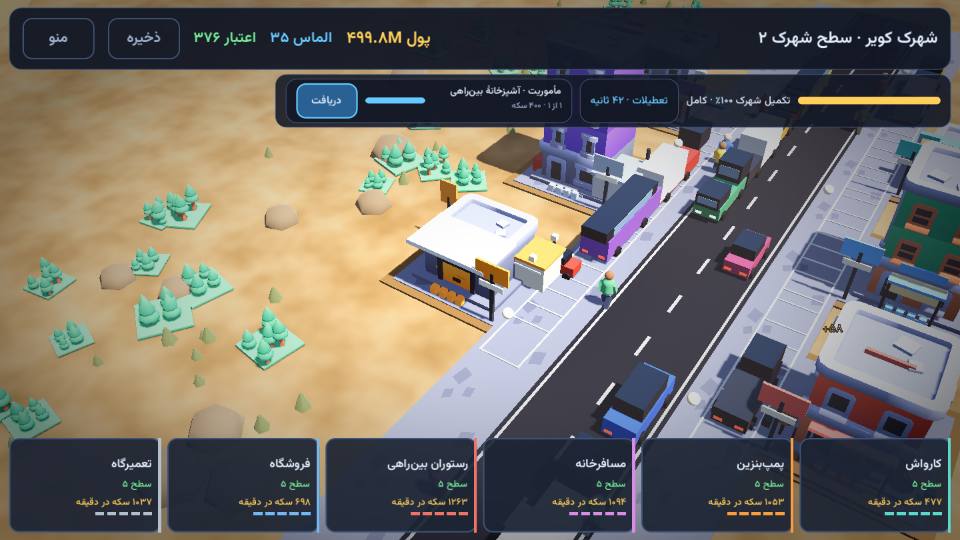 شهرک کویر · سطح شهرک ۲
پول ۴۹۹.۸M
الماس ۳۵
اعتبار ۳۷۶
ذخیره
منو
تکمیل شهرک ۱۰۰٪ · کامل
تعطیلات · ۴۲ ثانیه
مأموریت · آشپزخانهٔ بین‌راهی
۱ از ۱ · ۴۰۰ سکه
دریافت
+۵۸
کارواش
سطح ۵
۴۷۷ سکه در دقیقه
پمپ‌بنزین
سطح ۵
۱۰۵۳ سکه در دقیقه
مسافرخانه
سطح ۵
۱۰۹۴ سکه در دقیقه
رستوران بین‌راهی
سطح ۵
۱۲۶۳ سکه در دقیقه
فروشگاه
سطح ۵
۶۹۸ سکه در دقیقه
تعمیرگاه
سطح ۵
۱۰۳۷ سکه در دقیقه